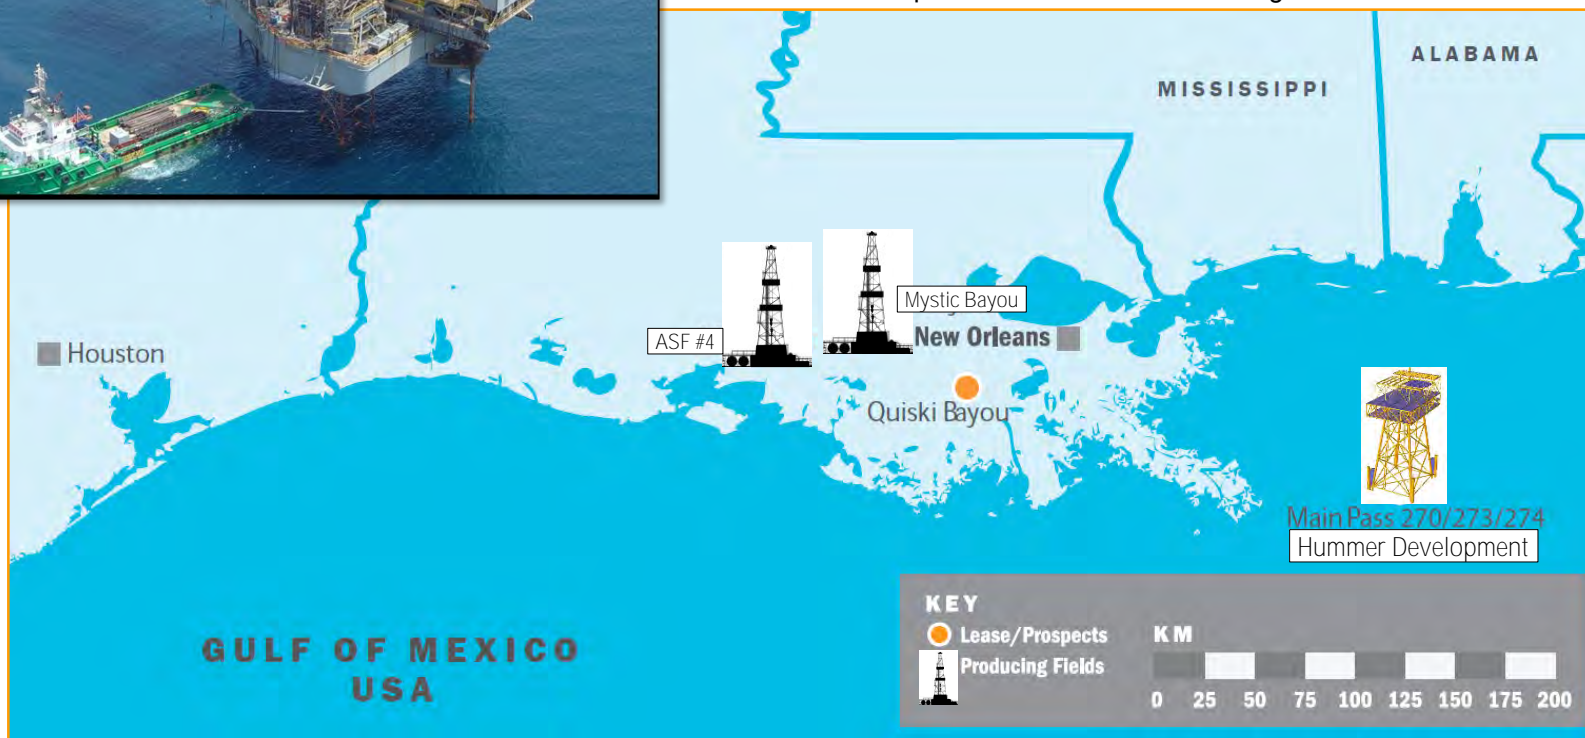 ALABAMA
MISSISSIPPI
Mystic Bayou
ASF #4
New Orleans
Houston
Quiski Bayou
Main Pass 270/273/274
Hummer Development
GULF OF MEXICO
USA
KEY
Lease/Prospects
Producing Fields
KM
0 25 50 75 100 125 150 175 200